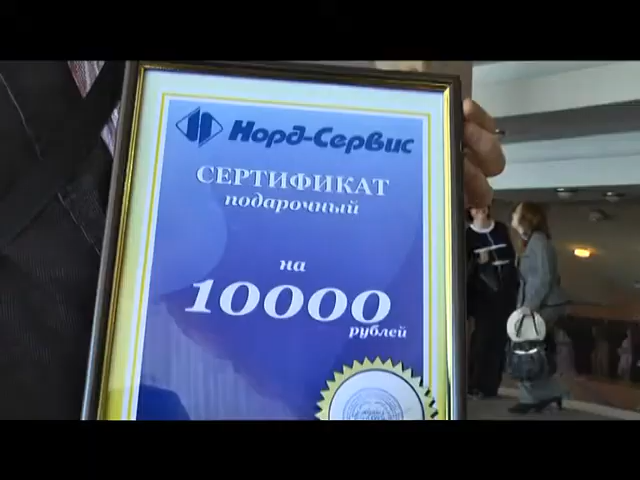 Норд-Сервис
СЕРТИФИКАТ
подарочный
на
10000
рублей